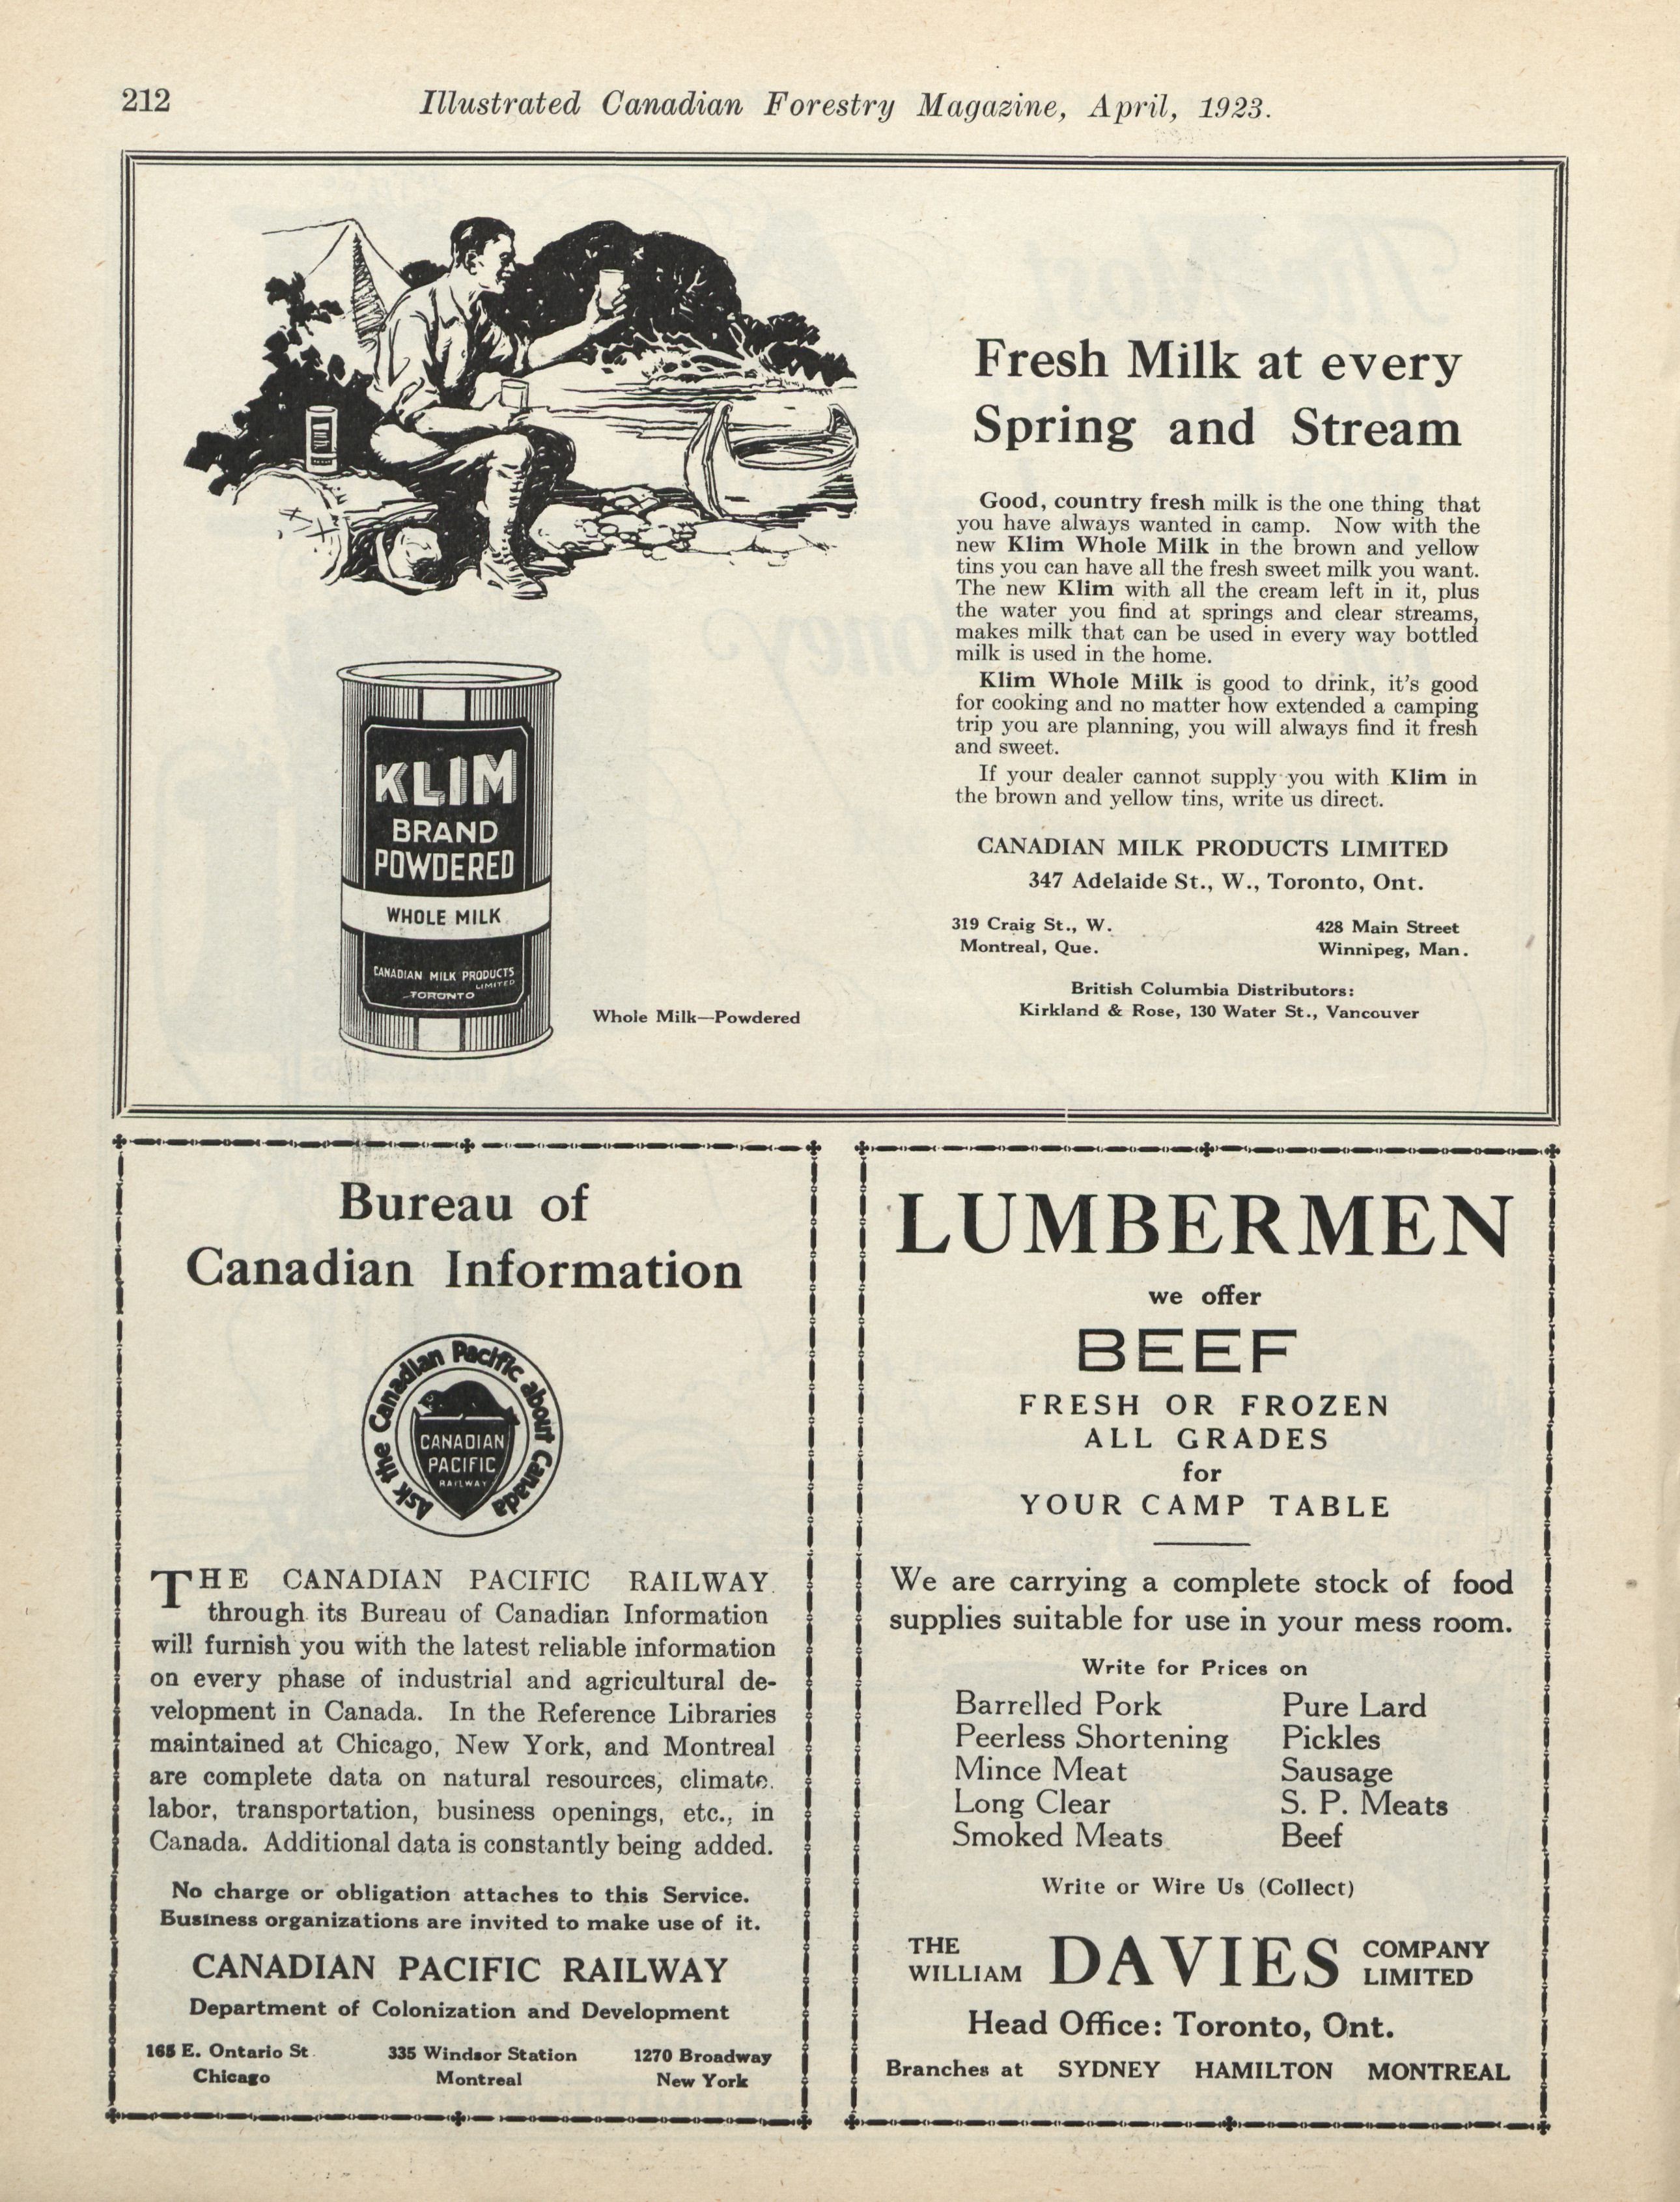 212
Illustrated Canadian Forestry Magazine, April, 1923.
Fresh Milk at every
Spring and Stream
Good, country fresh milk is the one thing that
you have always wanted in camp. Now with the
new Klim Whole Milk in the brown and yellow
tins you can have all the fresh sweet milk you want.
The new Klim with all the cream left in it, plus
the water you find at springs and clear streams,
makes milk that can be used in every way bottled
milk is used in the home.
Klim Whole Milk is good to drink, it's good
for cooking and no matter how extended a camping
trip you are planning, you will always find it fresh
and sweet.
If your dealer cannot supply you with Klim in
the brown and yellow tins, write us direct.
CANADIAN MILK PRODUCTS LIMITED
347 Adelaide St., W., Toronto, Ont.
319 Craig St., W.
Montreal, Que.
428 Main Street
Winnipeg, Man.
British Columbia Distributors:
Kirkland & Rose, 130 Water St., Vancouver
KLIM
BRAND
POWDERED
WHOLE MILK
CANADIAN MILK PRODUCTS
LIMITED
TORONTO
Whole Milk—Powdered
Bureau of
Canadian Information
Ask the Canadian Pacific about Canada
CANADIAN
PACIFIC
RAILWAY
THE CANADIAN PACIFIC RAILWAY
through its Bureau of Canadian Information
will furnish you with the latest reliable information
on every phase of industrial and agricultural de-
velopment in Canada. In the Reference Libraries
maintained at Chicago, New York, and Montreal
are complete data on natural resources, climate.
labor, transportation, business openings, etc., in
Canada. Additional data is constantly being added.
No charge or obligation attaches to this Service.
Business organizations are invited to make use of it.
CANADIAN PACIFIC RAILWAY
Department of Colonization and Development
165 E. Ontario St.
Chicago
335 Windsor Station
Montreal
1270 Broadway
New York
LUMBERMEN
we offer
BEEF
FRESH OR FROZEN
ALL GRADES
for
YOUR CAMP TABLE
We are carrying a complete stock of food
supplies suitable for use in your mess room.
Write for Prices on
Barrelled Pork
Peerless Shortening
Mince Meat
Long Clear
Smoked Meats
Pure Lard
Pickles
Sausage
S. P. Meats
Beef
Write or Wire Us (Collect)
THE WILLIAM DAVIES COMPANY LIMITED
Head Office: Toronto, Ont.
Branches at SYDNEY HAMILTON MONTREAL